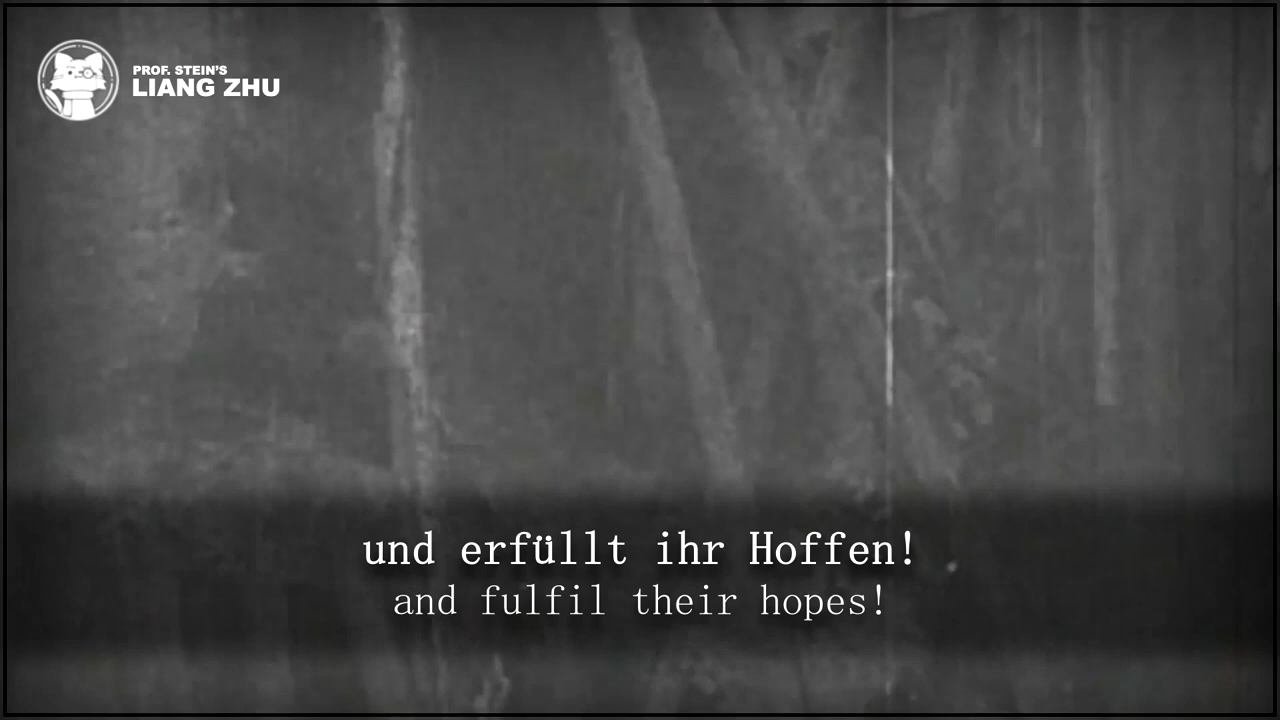 PROF. STEIN'S
LIANG ZHU
und erfüllt ihr Hoffen!
and fulfil their hopes!